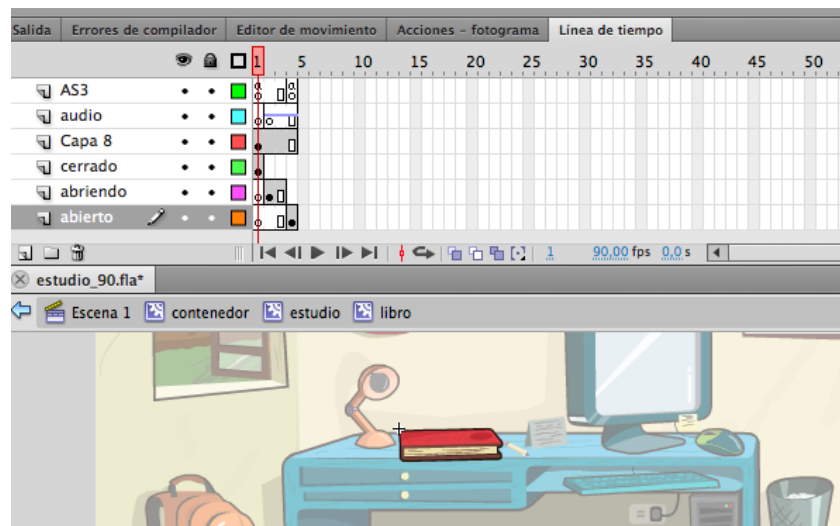 Salida Errores de compilador Editor de movimiento Acciones – fotograma Línea de tiempo
1 5 10 15 20 25 30 35 40 45 50
AS3 a a
audio
Capa 8
cerrado
abriendo
abierto
1 90,00 fps 0,0 s
estudio_90.fla*
Escena 1 contenedor estudio libro